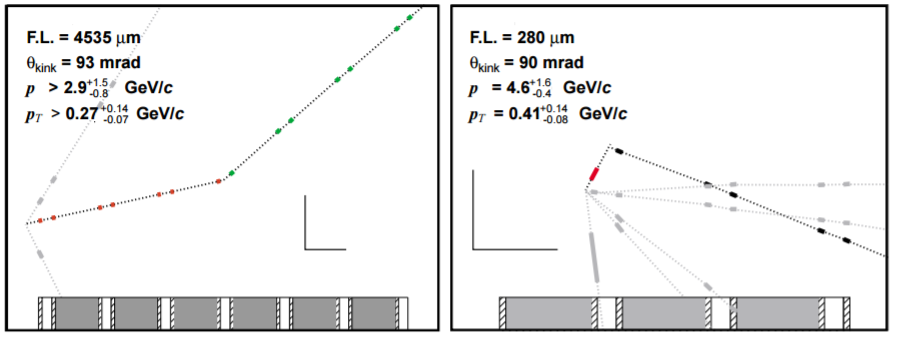 F.L. = 4535 μm
θkink = 93 mrad
p > 2.9+1.5-0.8 GeV/c
pT > 0.27+0.14-0.07 GeV/c
F.L. = 280 μm
θkink = 90 mrad
p = 4.6+1.6-0.4 GeV/c
pT = 0.41+0.14-0.08 GeV/c